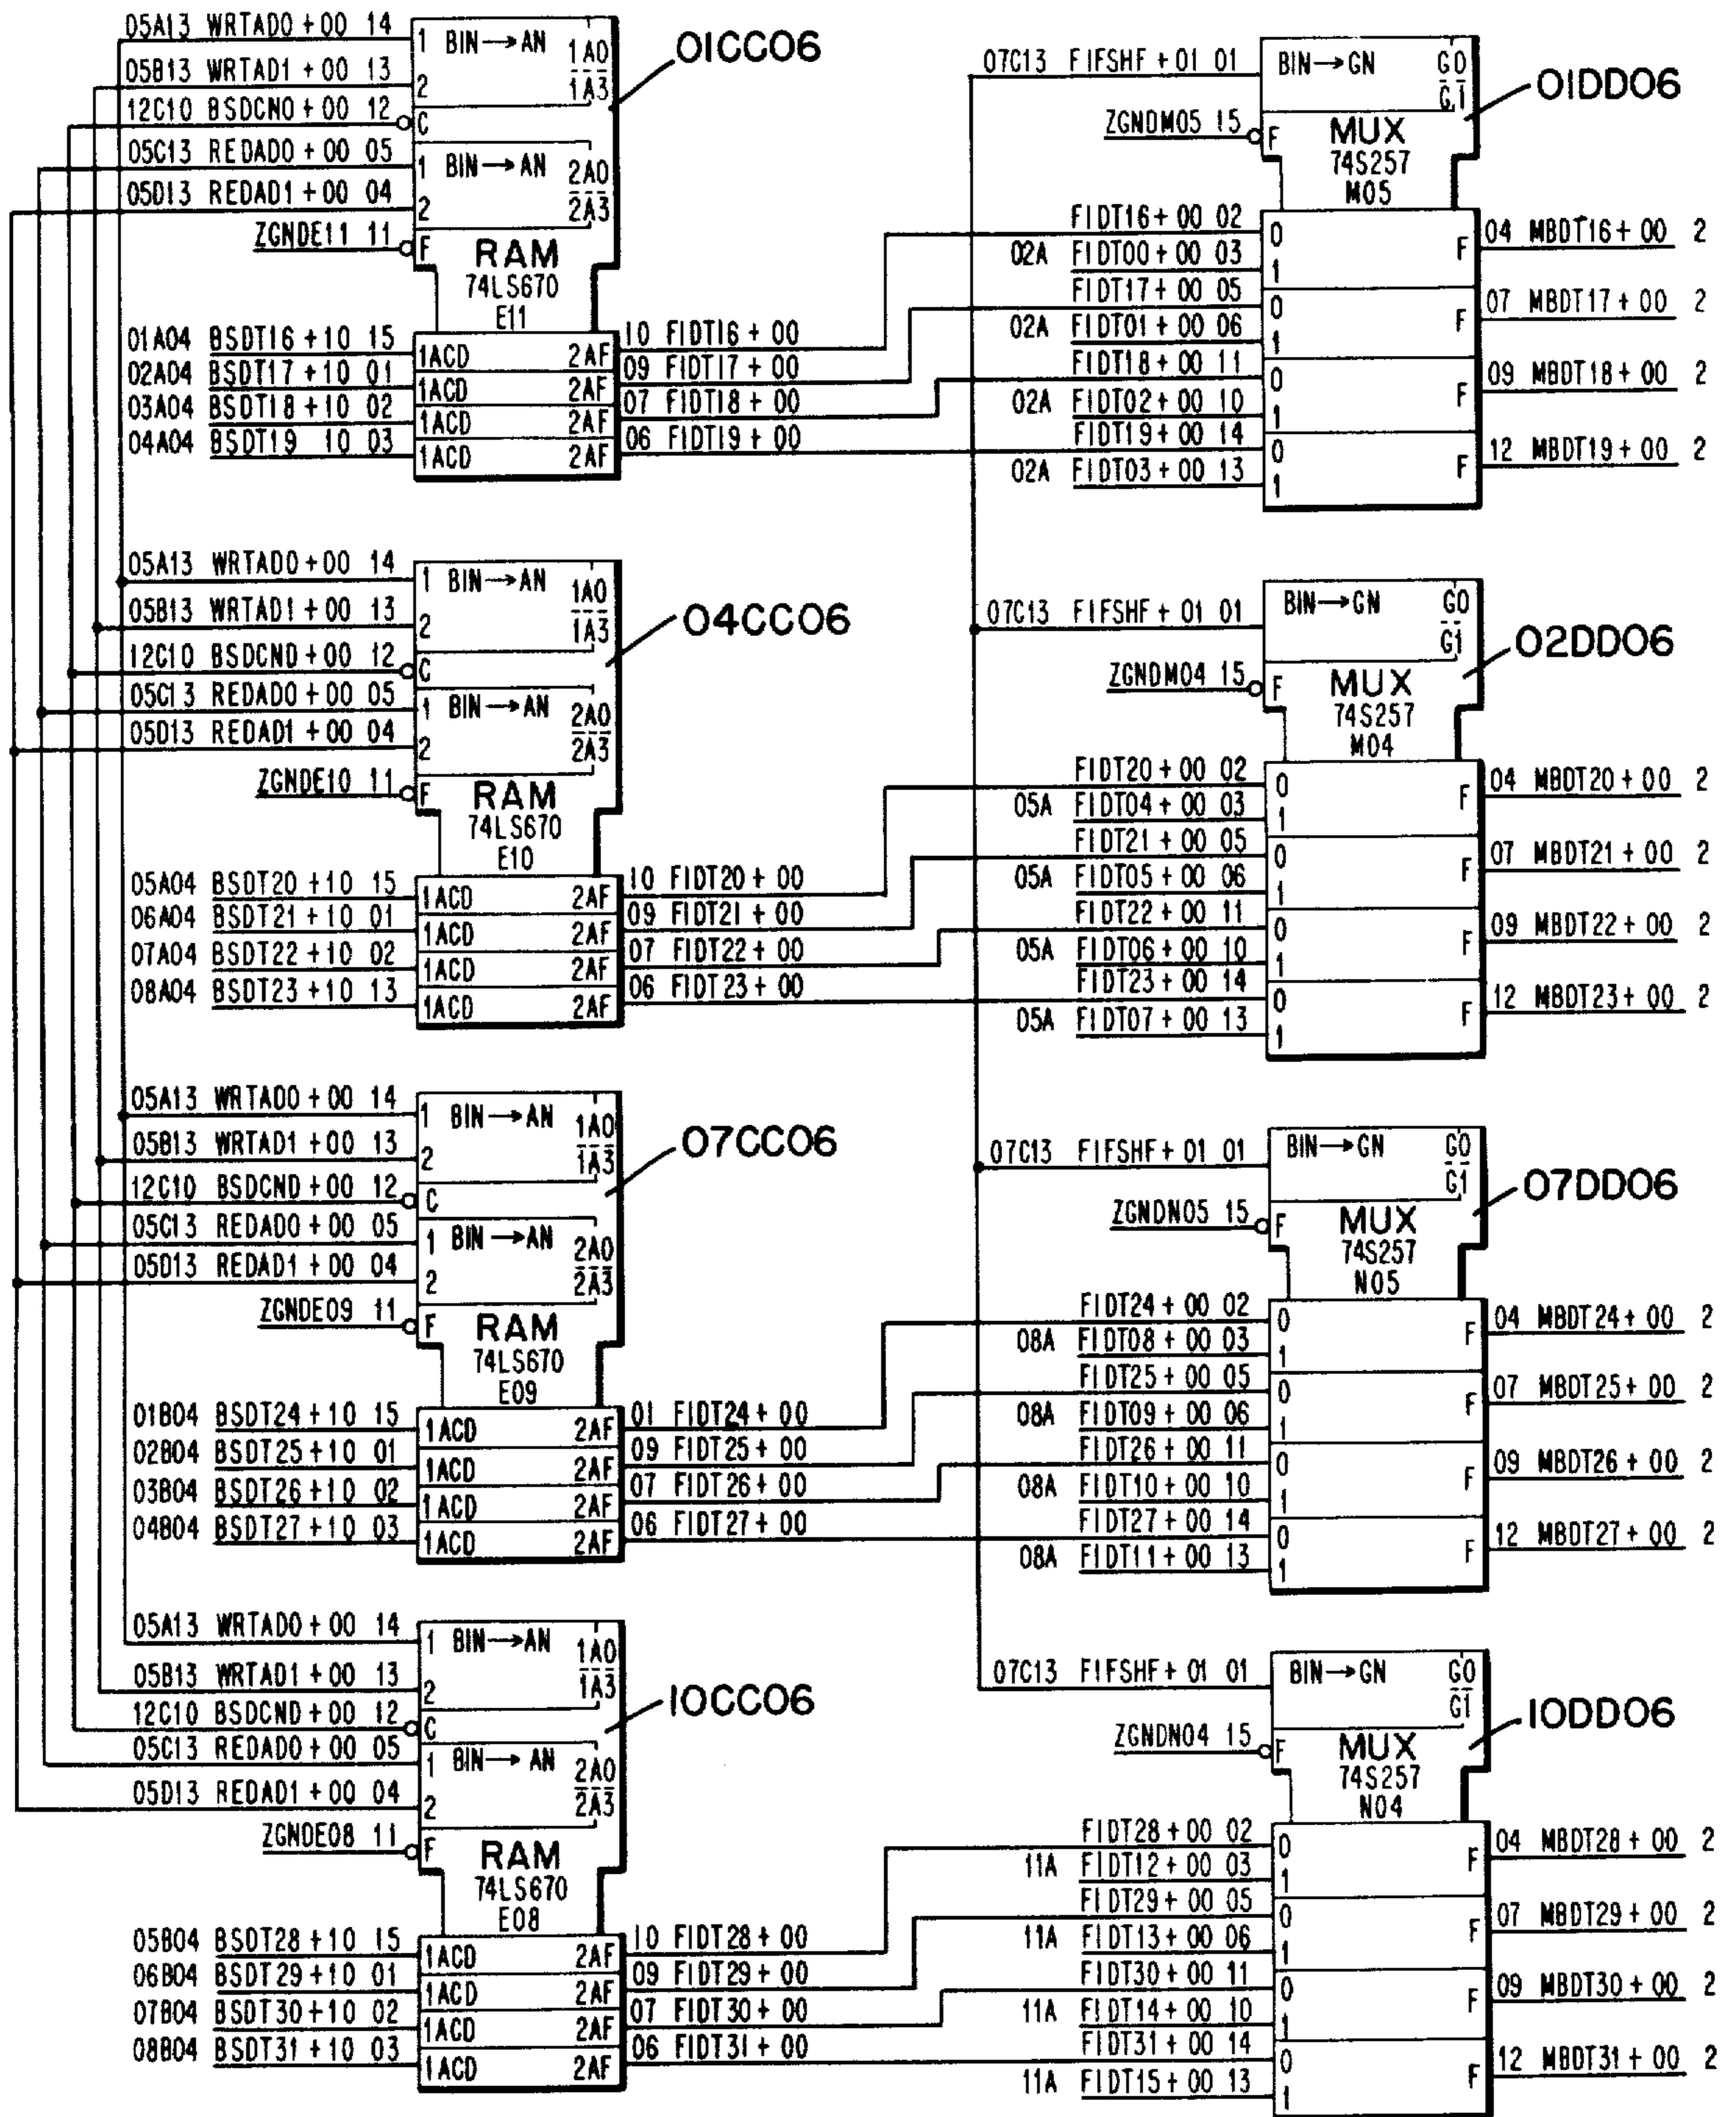 05A13 WRTAD0+00 14
1 BIN→AN 1A0
1A3
01CC06
05B13 WRTAD1+00 13
2
12C10 BSDCN0+00 12
C
05C13 REDAD0+00 05
1 BIN→AN 2A0
2A3
05D13 REDAD1+00 04
2
ZGNDE11 11
F
RAM
74LS670
E11
01A04 BSDT16+10 15
1ACD 2AF
10 FIDT16+00
02A04 BSDT17+10 01
1ACD 2AF
09 FIDT17+00
03A04 BSDT18+10 02
1ACD 2AF
07 FIDT18+00
04A04 BSDT19 10 03
1ACD 2AF
06 FIDT19+00
07C13 FIFSHF+01 01
BIN→GN G0
G1
01DD06
ZGNDM05 15
F
MUX
74S257
M05
FIDT16+00 02
0
02A FIDT00+00 03
1
F
04 MBDT16+00 2
FIDT17+00 05
0
02A FIDT01+00 06
1
F
07 MBDT17+00 2
FIDT18+00 11
0
02A FIDT02+00 10
1
F
09 MBDT18+00 2
FIDT19+00 14
0
02A FIDT03+00 13
1
F
12 MBDT19+00 2
05A13 WRTAD0+00 14
1 BIN→AN 1A0
1A3
04CC06
05B13 WRTAD1+00 13
2
12C10 BSDCND+00 12
C
05C13 REDAD0+00 05
1 BIN→AN 2A0
2A3
05D13 REDAD1+00 04
2
ZGNDE10 11
F
RAM
74LS670
E10
05A04 BSDT20+10 15
1ACD 2AF
10 FIDT20+00
06A04 BSDT21+10 01
1ACD 2AF
09 FIDT21+00
07A04 BSDT22+10 02
1ACD 2AF
07 FIDT22+00
08A04 BSDT23+10 13
1ACD 2AF
06 FIDT23+00
07C13 FIFSHF+01 01
BIN→GN G0
G1
02DD06
ZGNDM04 15
F
MUX
74S257
M04
FIDT20+00 02
0
05A FIDT04+00 03
1
F
04 MBDT20+00 2
FIDT21+00 05
0
05A FIDT05+00 06
1
F
07 MBDT21+00 2
FIDT22+00 11
0
05A FIDT06+00 10
1
F
09 MBDT22+00 2
FIDT23+00 14
0
05A FIDT07+00 13
1
F
12 MBDT23+00 2
05A13 WRTAD0+00 14
1 BIN→AN 1A0
1A3
07CC06
05B13 WRTAD1+00 13
2
12C10 BSDCND+00 12
C
05C13 REDAD0+00 05
1 BIN→AN 2A0
2A3
05D13 REDAD1+00 04
2
ZGNDE09 11
F
RAM
74LS670
E09
01B04 BSDT24+10 15
1ACD 2AF
01 FIDT24+00
02B04 BSDT25+10 01
1ACD 2AF
09 FIDT25+00
03B04 BSDT26+10 02
1ACD 2AF
07 FIDT26+00
04B04 BSDT27+10 03
1ACD 2AF
06 FIDT27+00
07C13 FIFSHF+01 01
BIN→GN G0
G1
07DD06
ZGNDN05 15
F
MUX
74S257
N05
FIDT24+00 02
0
08A FIDT08+00 03
1
F
04 MBDT24+00 2
FIDT25+00 05
0
08A FIDT09+00 06
1
F
07 MBDT25+00 2
FIDT26+00 11
0
08A FIDT10+00 10
1
F
09 MBDT26+00 2
FIDT27+00 14
0
08A FIDT11+00 13
1
F
12 MBDT27+00 2
05A13 WRTAD0+00 14
1 BIN→AN 1A0
1A3
10CC06
05B13 WRTAD1+00 13
2
12C10 BSDCND+00 12
C
05C13 REDAD0+00 05
1 BIN→AN 2A0
2A3
05D13 REDAD1+00 04
2
ZGNDE08 11
F
RAM
74LS670
E08
05B04 BSDT28+10 15
1ACD 2AF
10 FIDT28+00
06B04 BSDT29+10 01
1ACD 2AF
09 FIDT29+00
07B04 BSDT30+10 02
1ACD 2AF
07 FIDT30+00
08B04 BSDT31+10 03
1ACD 2AF
06 FIDT31+00
07C13 FIFSHF+01 01
BIN→GN G0
G1
10DD06
ZGNDN04 15
F
MUX
74S257
N04
FIDT28+00 02
0
11A FIDT12+00 03
1
F
04 MBDT28+00 2
FIDT29+00 05
0
11A FIDT13+00 06
1
F
07 MBDT29+00 2
FIDT30+00 11
0
11A FIDT14+00 10
1
F
09 MBDT30+00 2
FIDT31+00 14
0
11A FIDT15+00 13
1
F
12 MBDT31+00 2